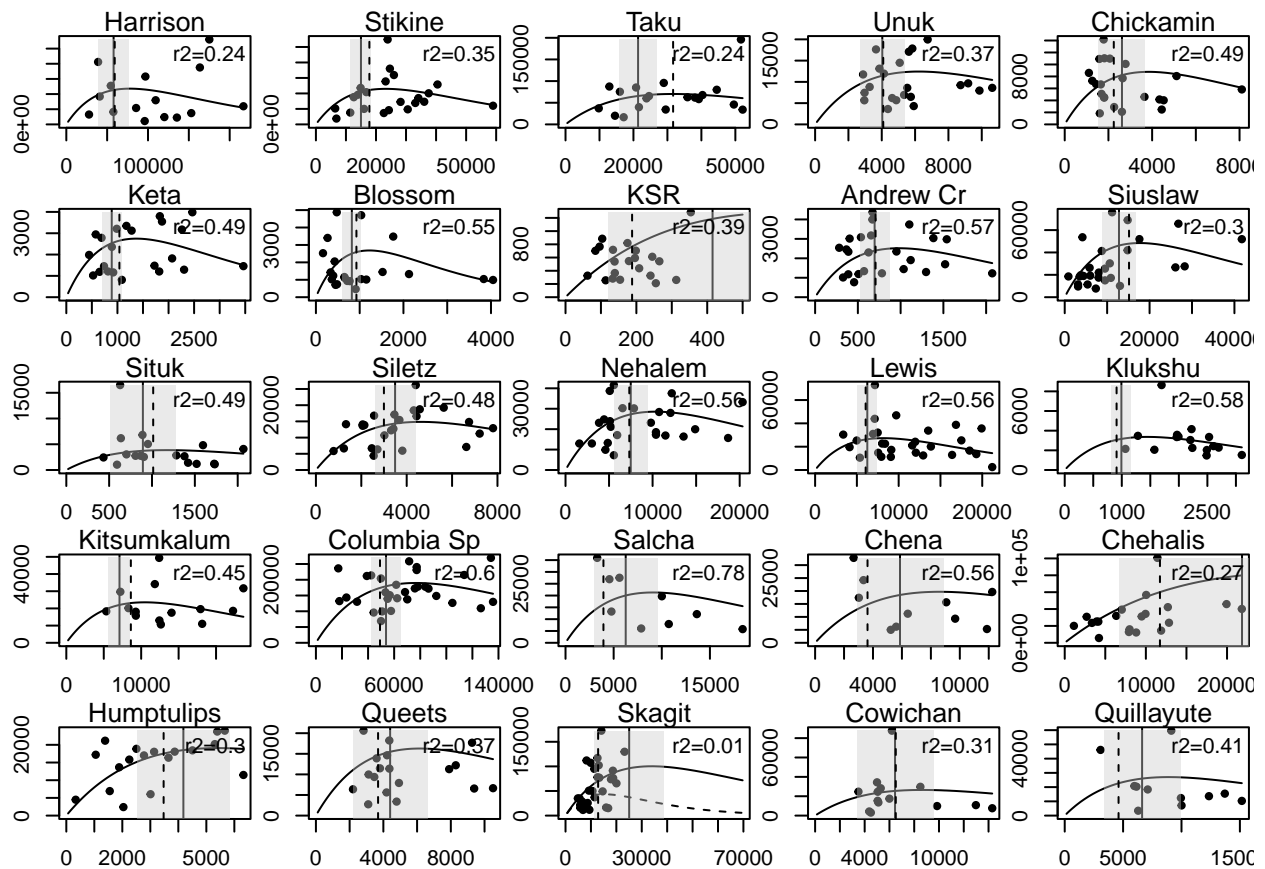 Harrison Stikine Taku Unuk Chickamin
r2=0.24 r2=0.35 r2=0.24 r2=0.37 r2=0.49
0e+00 0e+00 0 150000 0 15000 0 8000
0 100000 0 20000 50000 0 20000 50000 0 4000 8000 0 4000 800
Keta Blossom KSR Andrew Cr Siuslaw
r2=0.49 r2=0.55 r2=0.39 r2=0.57 r2=0.3
0 3000 0 3000 0 800 0 3000 0 60000
0 1000 2500 0 2000 4000 0 200 400 0 500 1500 0 20000 40000
Situk Siletz Nehalem Lewis Klukshu
r2=0.49 r2=0.48 r2=0.56 r2=0.56 r2=0.58
0 15000 0 200000 0 30000 0 60000 0 6000
0 500 1500 0 4000 8000 0 10000 20000 0 10000 20000 0 1000 2500
Kitsumkalum Columbia Sp Salcha Chena Chehalis
r2=0.45 r2=0.6 r2=0.78 r2=0.56 r2=0.27
0 40000 0 200000 0 25000 0 25000 0e+00 1e+05
0 10000 0 60000 140000 0 5000 15000 0 4000 10000 0 10000 20000
Humptulips Queets Skagit Cowichan Quillayute
r2=0.3 r2=0.37 r2=0.01 r2=0.31 r2=0.41
0 20000 0 15000 0 150000 0 60000 0 40000
0 2000 5000 0 4000 10000 0 30000 70000 0 4000 10000 0 5000 1500